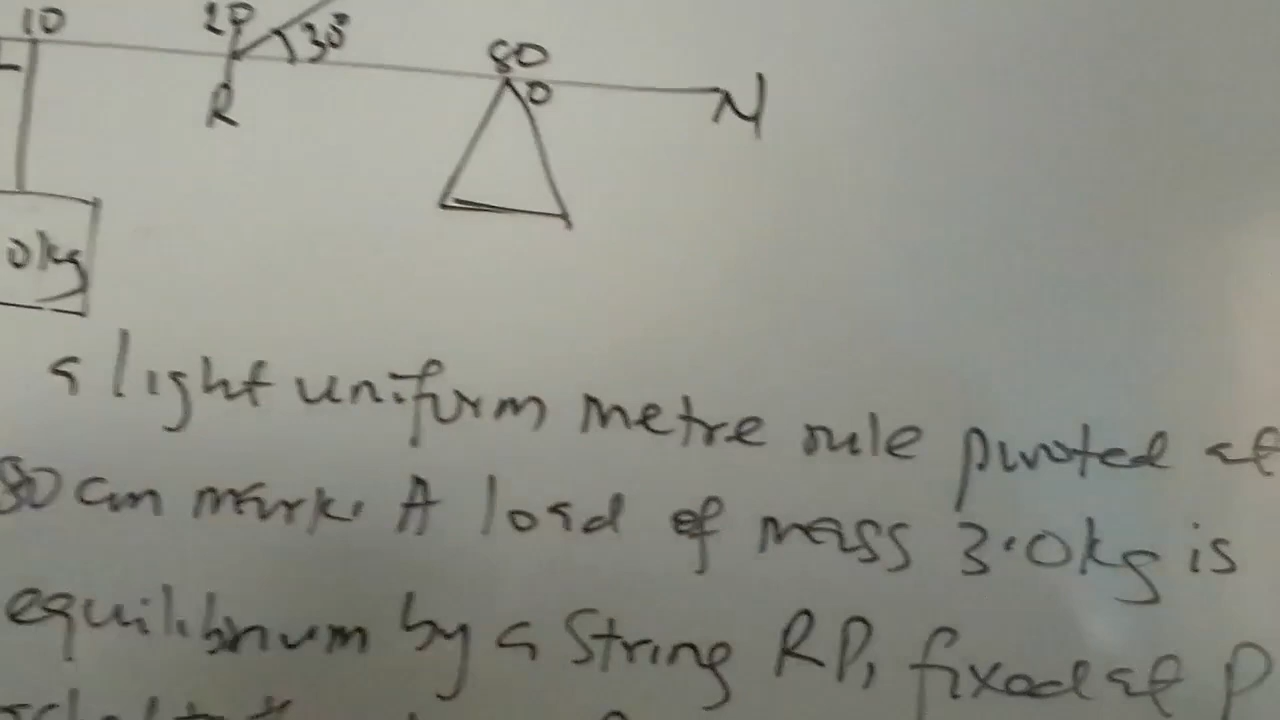 10
20
30°
R
80
O
N
0kg
a light uniform metre rule pivoted at
80 cm mark. A load of mass 3.0kg is
equilibrium by a string RP, fixed at P